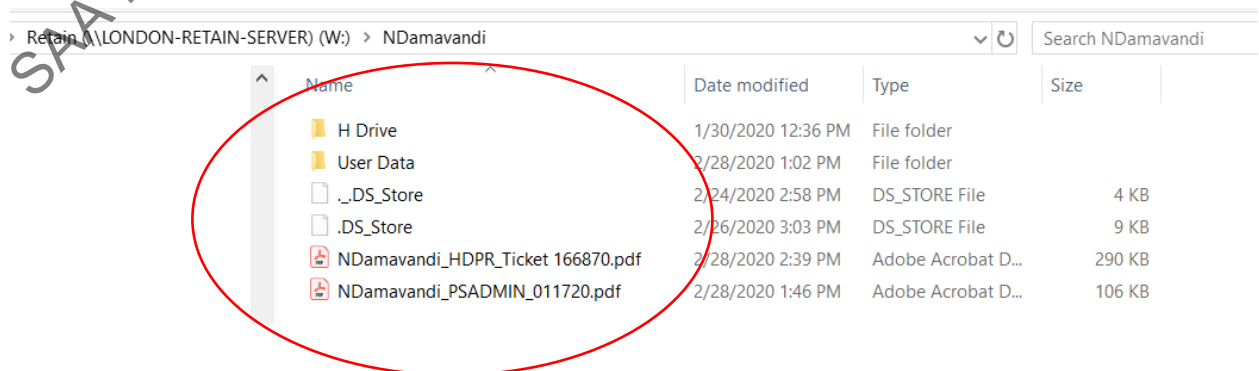 Retain (\\LONDON-RETAIN-SERVER) (W:) > NDamavandi Search NDamavandi
SAA
Name Date modified Type Size
H Drive 1/30/2020 12:36 PM File folder
User Data 2/28/2020 1:02 PM File folder
._.DS_Store 2/24/2020 2:58 PM DS_STORE File 4 KB
.DS_Store 2/26/2020 3:03 PM DS_STORE File 9 KB
NDamavandi_HDPR_Ticket 166870.pdf 2/28/2020 2:39 PM Adobe Acrobat D... 290 KB
NDamavandi_PSADMIN_011720.pdf 2/28/2020 1:46 PM Adobe Acrobat D... 106 KB